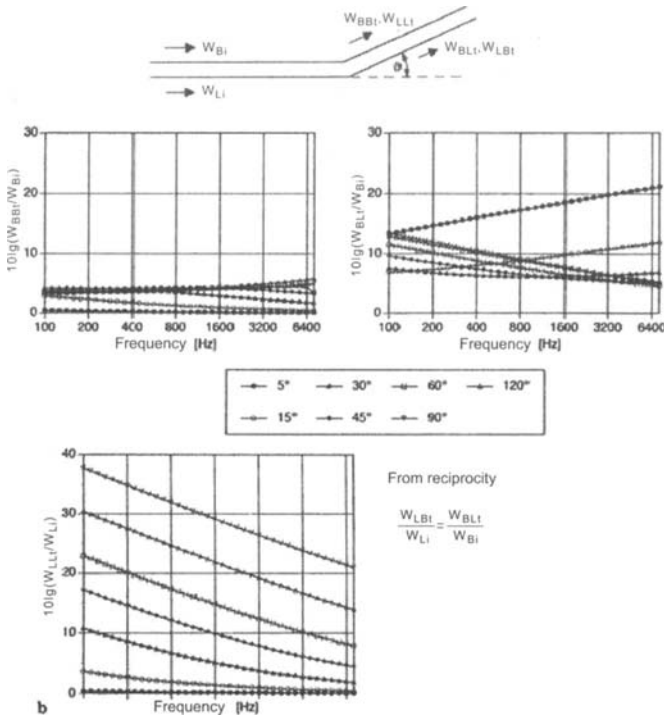 W_BBt, W_LLt
W_Bi
W_BLt, W_LBt
W_Li
30
20
10
0
10lg(W_BBt/W_Bi)
100 200 400 800 1600 3200 6400
Frequency [Hz]
30
20
10
0
10lg(W_BLt/W_Bi)
100 200 400 800 1600 3200 6400
Frequency [Hz]
5° 30° 60° 120°
15° 45° 90°
40
30
20
10
0
10lg(W_LLt/W_Li)
b Frequency [Hz]
From reciprocity
W_LBt/W_Li = W_BLt/W_Bi